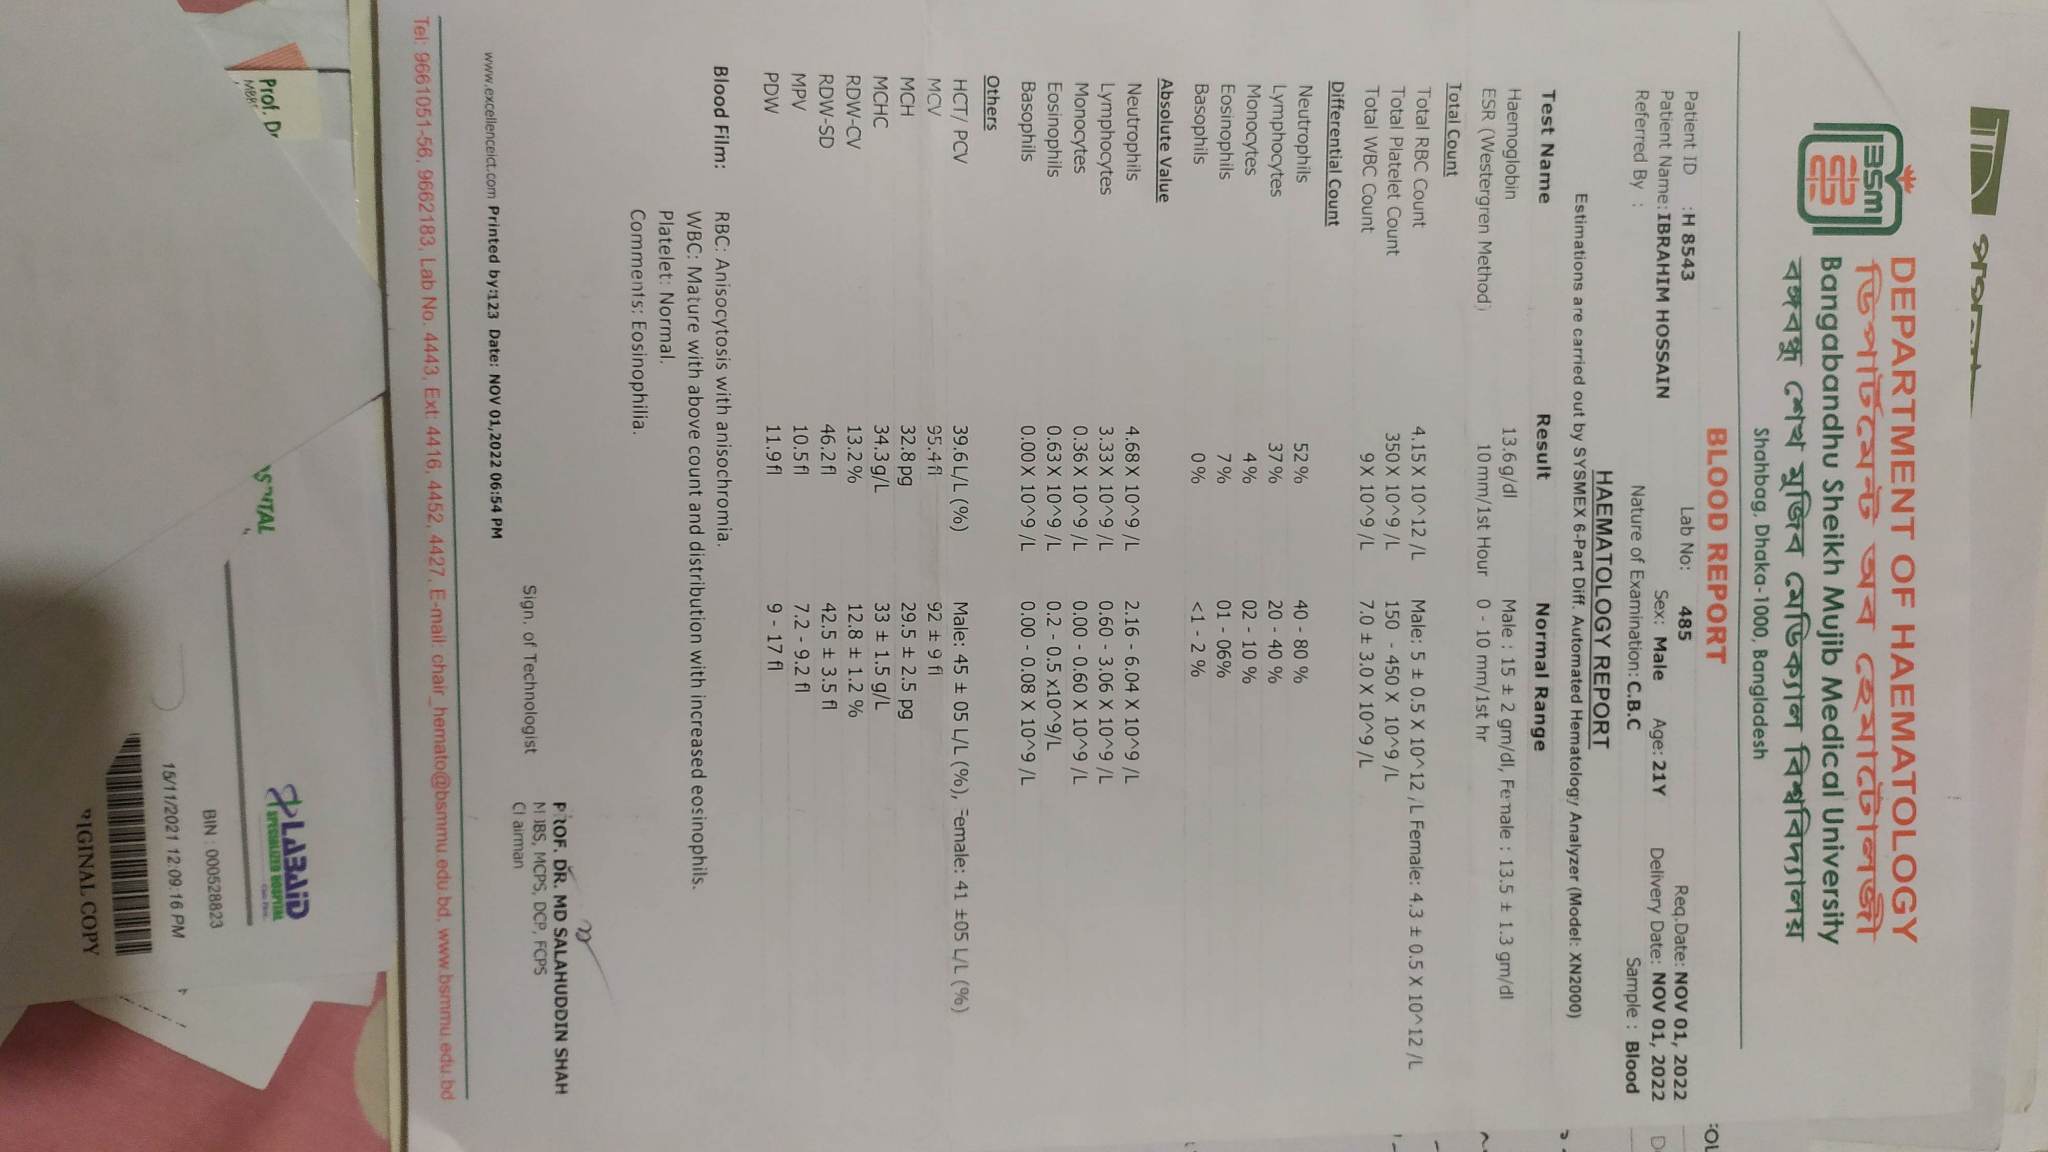 DEPARTMENT OF HAEMATOLOGY
BSM
ডিপার্টমেন্ট অব হেমাটোলজী
Bangabandhu Sheikh Mujib Medical University
বঙ্গবন্ধু শেখ মুজিব মেডিক্যাল বিশ্ববিদ্যালয়
Shahbag, Dhaka-1000, Bangladesh
BLOOD REPORT
Patient ID :H 8543 Lab No: 485 Req.Date: NOV 01, 2022
Patient Name: IBRAHIM HOSSAIN Sex: Male Age: 21Y Delivery Date: NOV 01, 2022
Referred By : Nature of Examination: C.B.C Sample : Blood
HAEMATOLOGY REPORT
Estimations are carried out by SYSMEX 6-Part Diff. Automated Hematology Analyzer (Model: XN2000)
Test Name Result Normal Range
Haemoglobin 13.6 g/dl Male : 15 ± 2 gm/dl, Female : 13.5 ± 1.3 gm/dl
ESR (Westergren Method) 10 mm/1st Hour 0 - 10 mm/1st hr
Total Count
Total RBC Count 4.15 X 10^12 /L Male: 5 ± 0.5 X 10^12 /L Female: 4.3 ± 0.5 X 10^12 /L
Total Platelet Count 350 X 10^9 /L 150 - 450 X 10^9 /L
Total WBC Count 9 X 10^9 /L 7.0 ± 3.0 X 10^9 /L
Differential Count
Neutrophils 52 % 40 - 80 %
Lymphocytes 37 % 20 - 40 %
Monocytes 4 % 02 - 10 %
Eosinophils 7 % 01 - 06%
Basophils 0 % <1 - 2 %
Absolute Value
Neutrophils 4.68 X 10^9 /L 2.16 - 6.04 X 10^9 /L
Lymphocytes 3.33 X 10^9 /L 0.60 - 3.06 X 10^9 /L
Monocytes 0.36 X 10^9 /L 0.00 - 0.60 X 10^9 /L
Eosinophils 0.63 X 10^9 /L 0.2 - 0.5 x10^9/L
Basophils 0.00 X 10^9 /L 0.00 - 0.08 X 10^9 /L
Others
HCT/ PCV 39.6 L/L (%) Male: 45 ± 05 L/L (%), Female: 41 ±05 L/L (%)
MCV 95.4 fl 92 ± 9 fl
MCH 32.8 pg 29.5 ± 2.5 pg
MCHC 34.3 g/L 33 ± 1.5 g/L
RDW-CV 13.2 % 12.8 ± 1.2 %
RDW-SD 46.2 fl 42.5 ± 3.5 fl
MPV 10.5 fl 7.2 - 9.2 fl
PDW 11.9 fl 9 - 17 fl
Blood Film: RBC: Anisocytosis with anisochromia.
WBC: Mature with above count and distribution with increased eosinophils.
Platelet: Normal.
Comments: Eosinophilia.
PROF. DR. MD SALAHUDDIN SHAH
Sign. of Technologist MBBS, MCPS, DCP, FCPS
Chairman
www.excellenceict.com Printed by:123 Date: NOV 01,2022 06:54 PM
Tel: 9661051-56, 9662183, Lab No. 4443, Ext: 4416, 4452, 4427, E-mail: chair_hemato@bsmmu.edu.bd, www.bsmmu.edu.bd
LABAID
SPECIALIZED HOSPITAL
Prof. Dr
BIN : 000528823
15/11/2021 12:09:16 PM
COPY